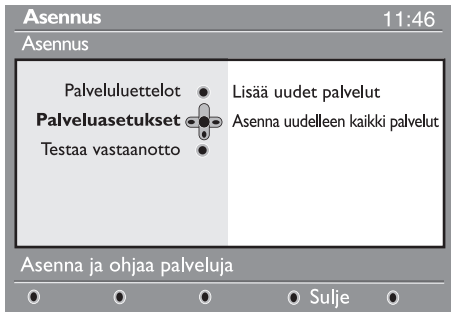 Asennus 11:46
Asennus
Palveluluettelot Lisää uudet palvelut
Palveluasetukset Asenna uudelleen kaikki palvelut
Testaa vastaanotto
Asenna ja ohjaa palveluja
Sulje